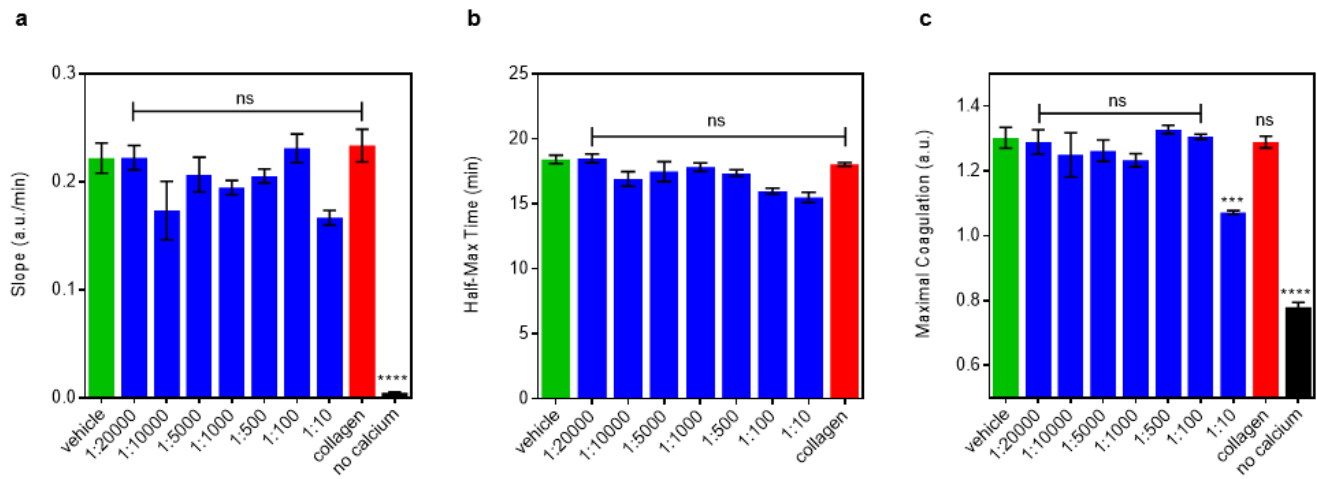 a
b
c
Slope (a.u./min)
0.3
0.2
0.1
0.0
ns
****
vehicle
1:20000
1:10000
1:5000
1:1000
1:500
1:100
1:10
collagen
no calcium
Half-Max Time (min)
25
20
15
10
5
0
ns
vehicle
1:20000
1:10000
1:5000
1:1000
1:500
1:100
1:10
collagen
Maximal Coagulation (a.u.)
1.4
1.2
1.0
0.8
0.6
ns
***
ns
****
vehicle
1:20000
1:10000
1:5000
1:1000
1:500
1:100
1:10
collagen
no calcium